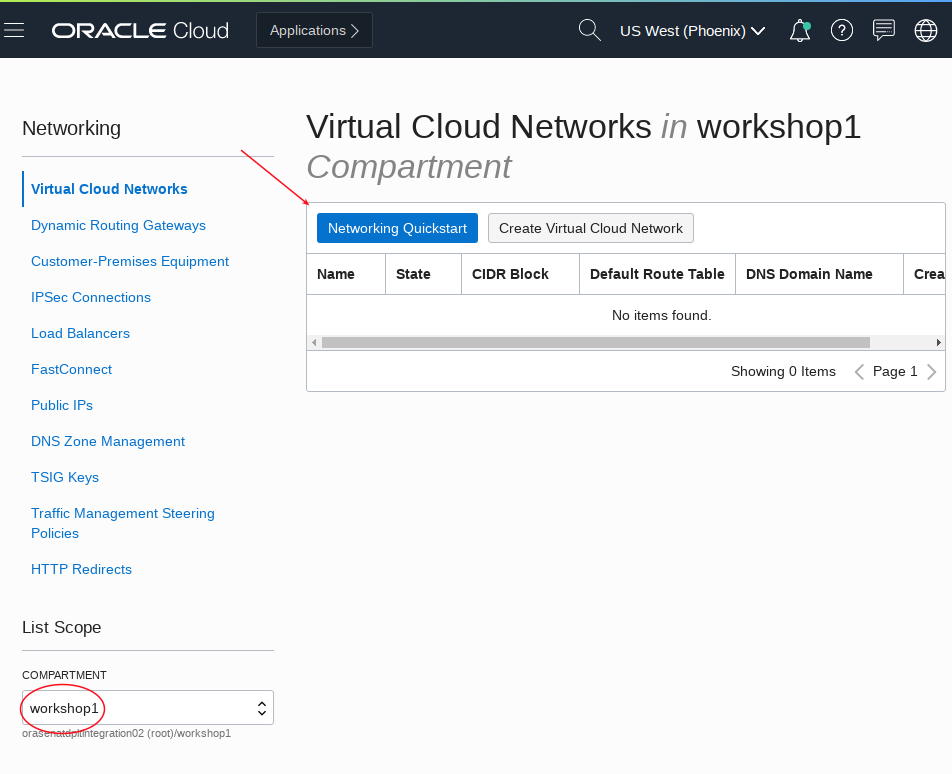 ORACLE Cloud
Applications
US West (Phoenix)
Networking
Virtual Cloud Networks
Dynamic Routing Gateways
Customer-Premises Equipment
IPSec Connections
Load Balancers
FastConnect
Public IPs
DNS Zone Management
TSIG Keys
Traffic Management Steering
Policies
HTTP Redirects
List Scope
COMPARTMENT
workshop1
orasenatdpltintegration02 (root)/workshop1
Virtual Cloud Networks in workshop1
Compartment
Networking Quickstart
Create Virtual Cloud Network
Name State CIDR Block Default Route Table DNS Domain Name Crea
No items found.
Showing 0 Items Page 1